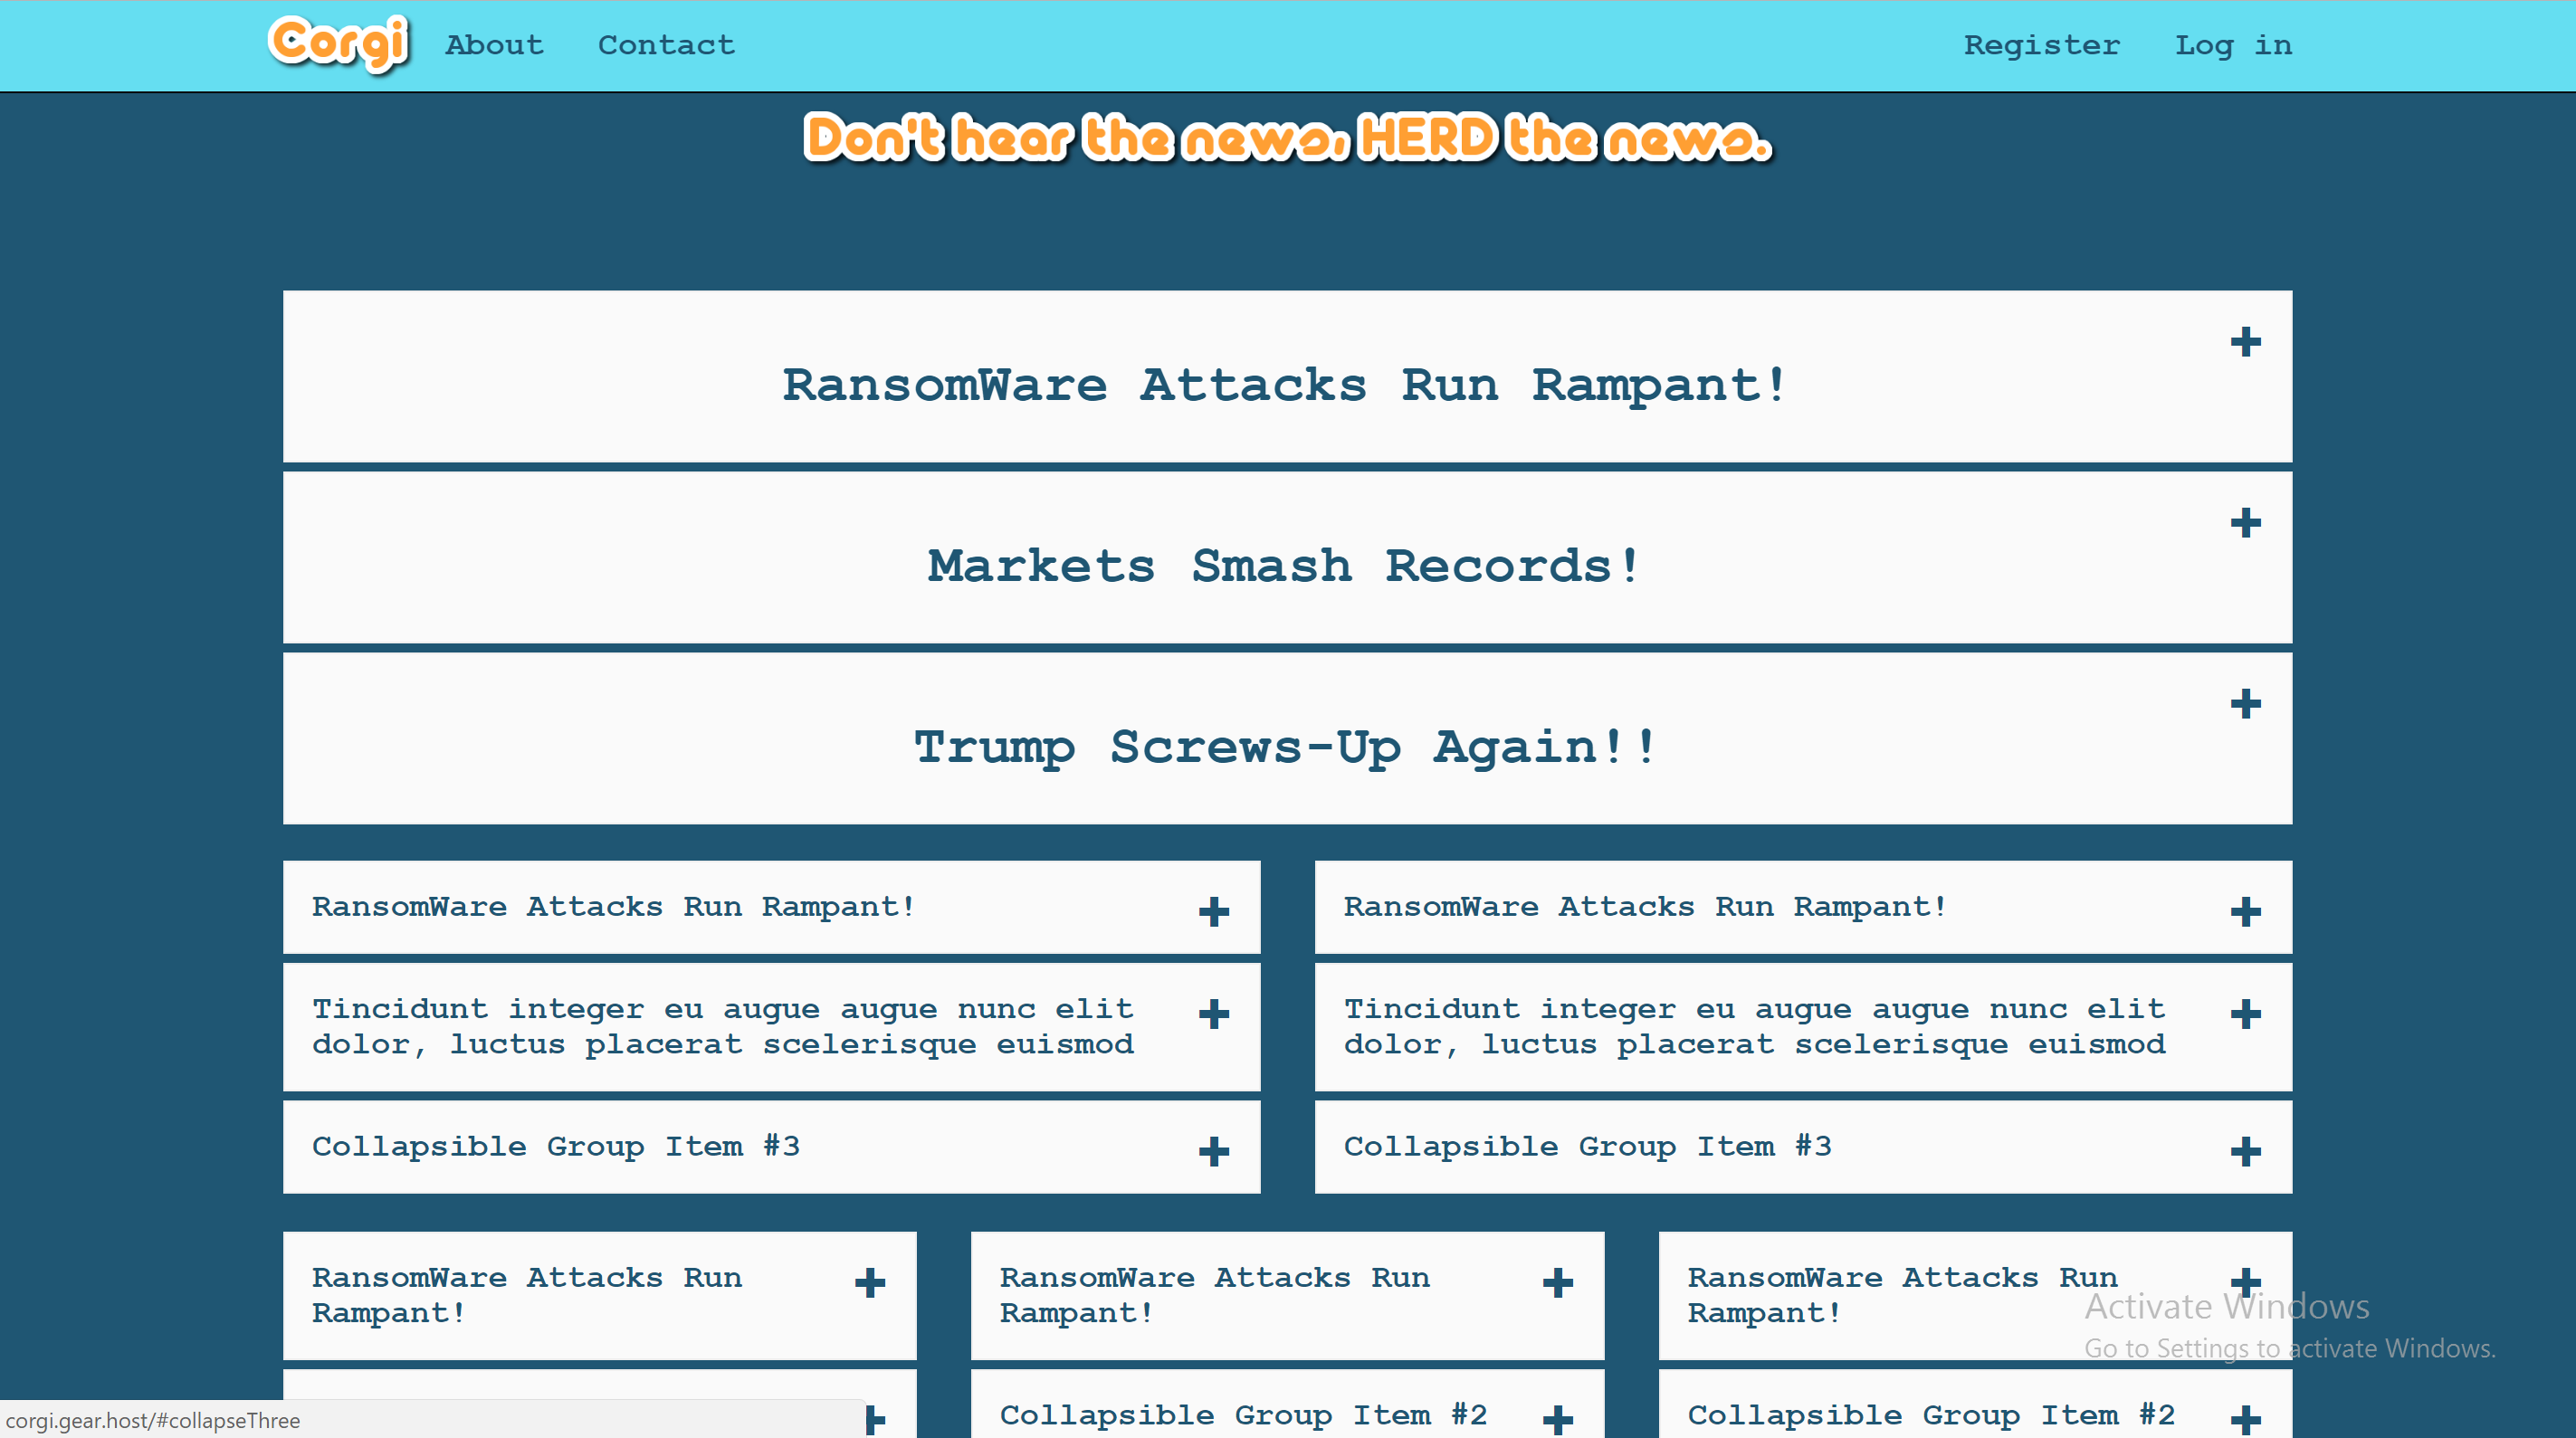 Corgi About Contact Register Log in
Don't hear the news, HERD the news.
RansomWare Attacks Run Rampant!
Markets Smash Records!
Trump Screws-Up Again!!
RansomWare Attacks Run Rampant!
Tincidunt integer eu augue augue nunc elit
dolor, luctus placerat scelerisque euismod
Collapsible Group Item #3
RansomWare Attacks Run Rampant!
Tincidunt integer eu augue augue nunc elit
dolor, luctus placerat scelerisque euismod
Collapsible Group Item #3
RansomWare Attacks Run
Rampant!
RansomWare Attacks Run
Rampant!
Collapsible Group Item #2
RansomWare Attacks Run
Rampant!
Collapsible Group Item #2
Activate Windows
Go to Settings to activate Windows.
corgi.gear.host/#collapseThree